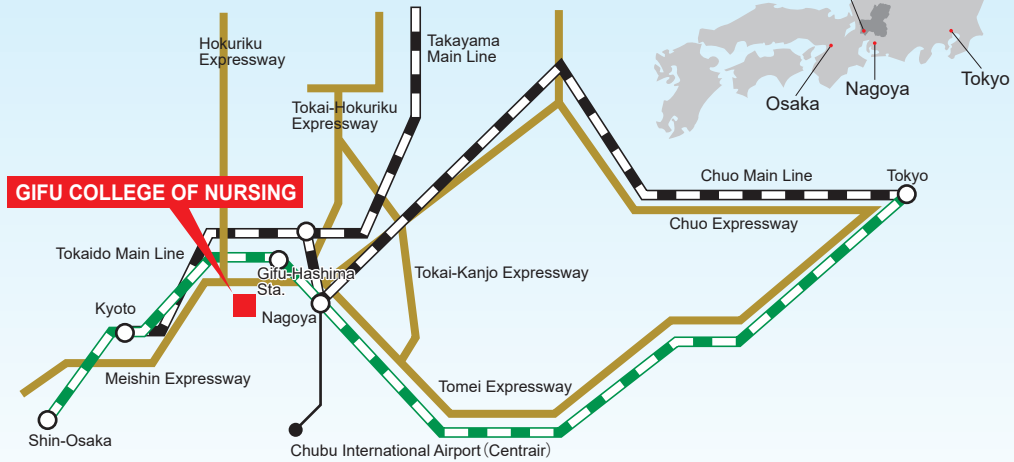 Hokuriku
Expressway
Takayama
Main Line
Tokai-Hokuriku
Expressway
Osaka
Nagoya
Tokyo
GIFU COLLEGE OF NURSING
Chuo Main Line
Tokyo
Chuo Expressway
Tokaido Main Line
Gifu-Hashima
Sta.
Tokai-Kanjo Expressway
Kyoto
Nagoya
Meishin Expressway
Tomei Expressway
Shin-Osaka
Chubu International Airport（Centrair）